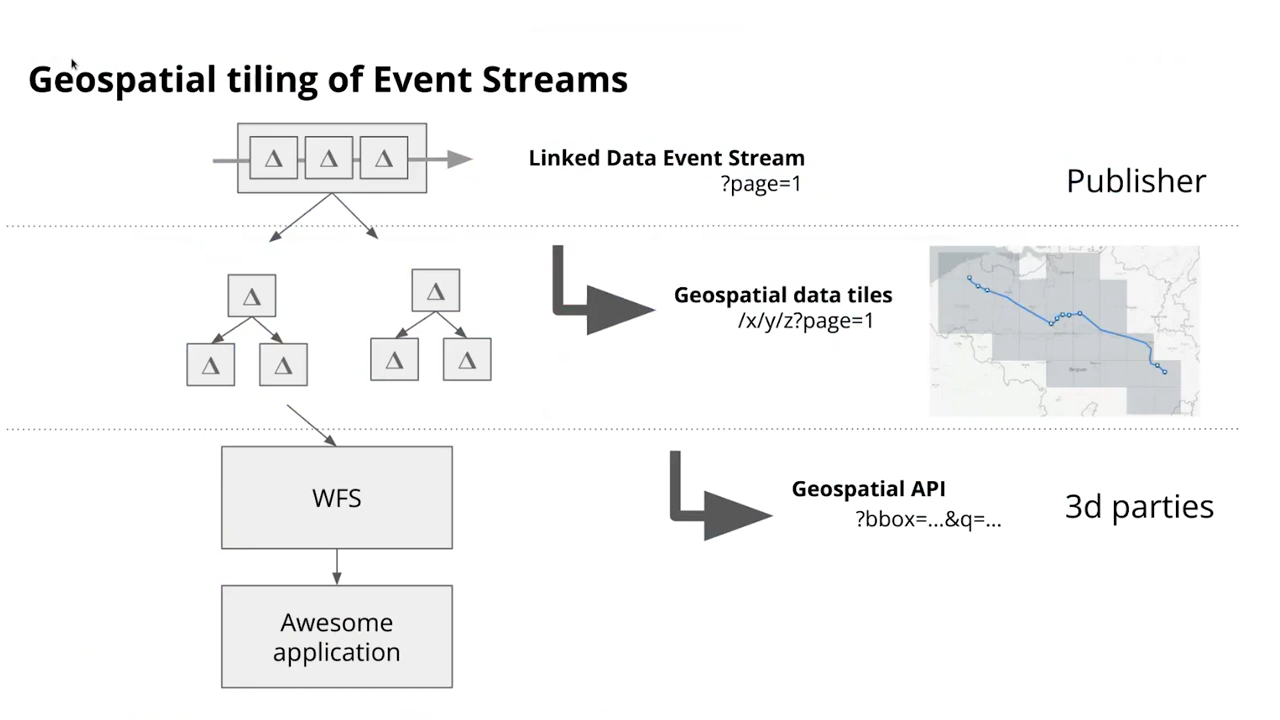 Geospatial tiling of Event Streams
Δ Δ Δ
Linked Data Event Stream
?page=1
Publisher
Δ
Δ
Δ Δ
Δ Δ
Geospatial data tiles
/x/y/z?page=1
Belgium
WFS
Geospatial API
?bbox=...&q=...
3d parties
Awesome
application